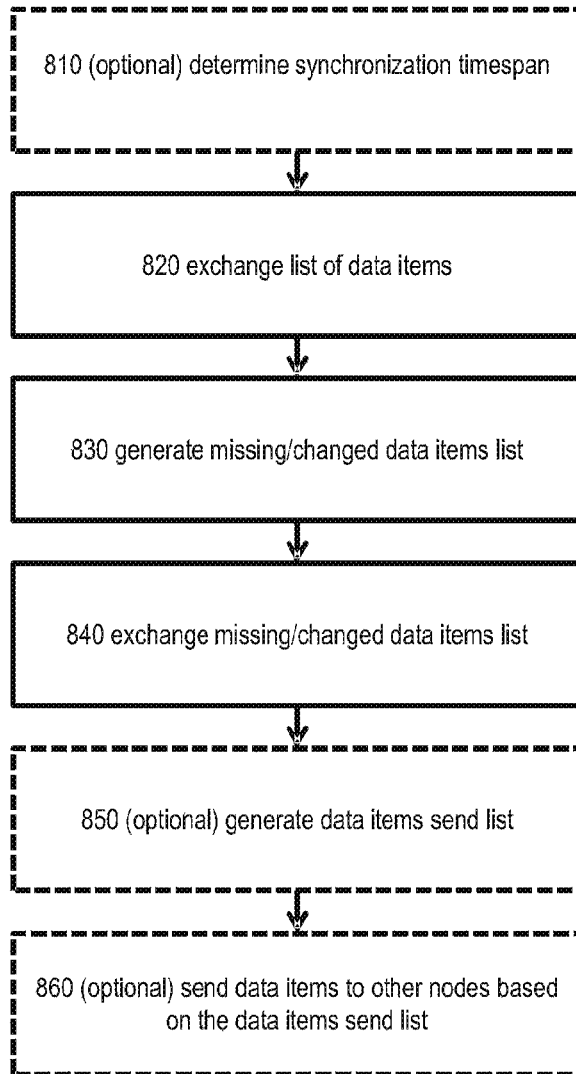 810 (optional) determine synchronization timespan
820 exchange list of data items
830 generate missing/changed data items list
840 exchange missing/changed data items list
850 (optional) generate data items send list
860 (optional) send data items to other nodes based
on the data items send list